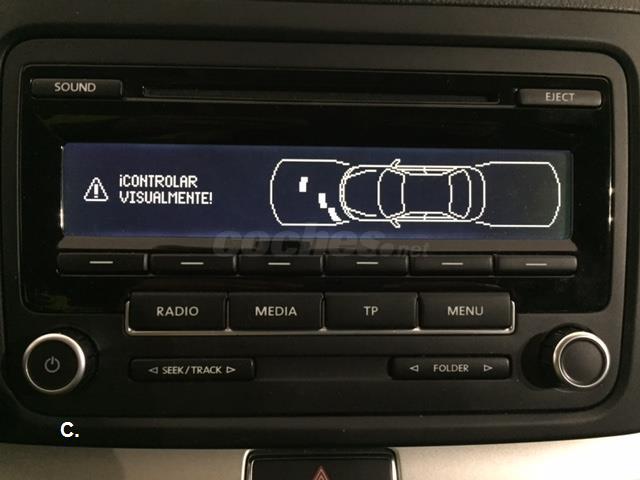 SOUND
EJECT
¡CONTROLAR
VISUALMENTE!
coches.net
RADIO
MEDIA
TP
MENU
SEEK/TRACK
FOLDER
C.